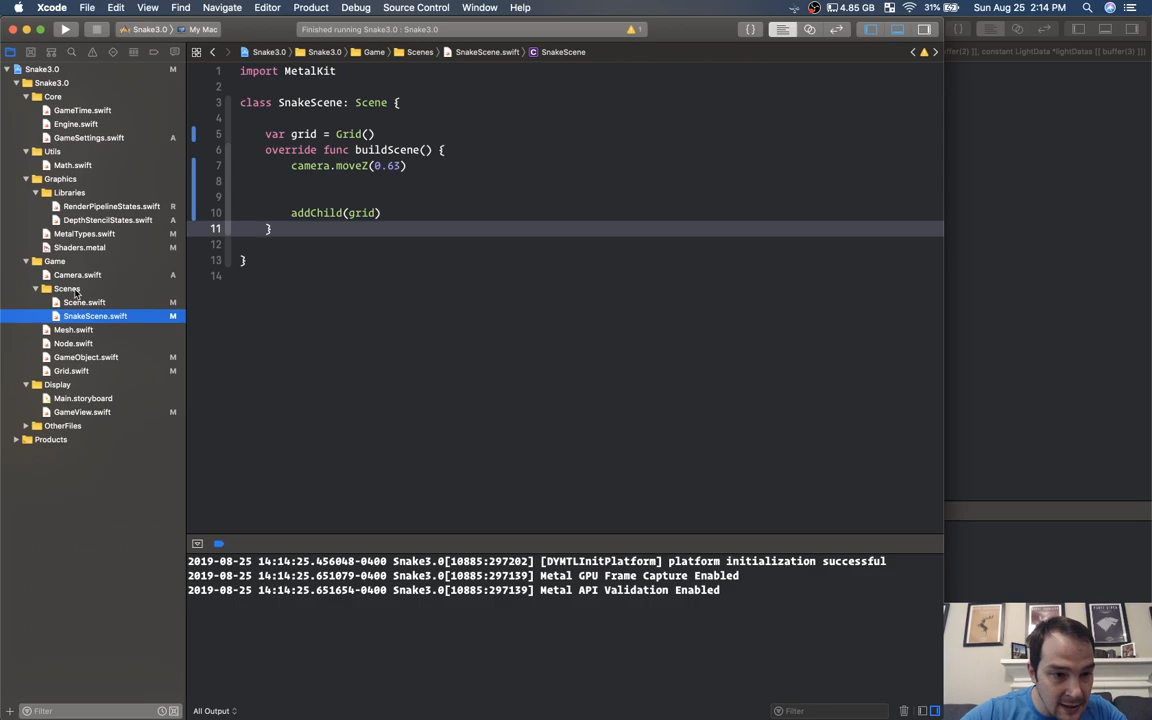 Xcode File Edit View Find Navigate Editor Product Debug Source Control Window Help 4.85 GB 31% Sun Aug 25 2:14 PM
Snake3.0 My Mac Finished running Snake3.0 : Snake3.0 1
Snake3.0 Snake3.0 Game Scenes SnakeScene.swift C SnakeScene
buffer(2) ]], constant LightData *lightDatas [[ buffer(3) ]]
Snake3.0 M
Snake3.0
Core
GameTime.swift
Engine.swift
GameSettings.swift A
Utils
Math.swift
Graphics
Libraries
RenderPipelineStates.swift R
DepthStencilStates.swift A
MetalTypes.swift M
Shaders.metal M
Game
Camera.swift A
Scenes
Scene.swift M
SnakeScene.swift M
Mesh.swift
Node.swift
GameObject.swift M
Grid.swift M
Display
Main.storyboard
GameView.swift M
OtherFiles
Products
Filter
1 import MetalKit
2
3 class SnakeScene: Scene {
4
5 var grid = Grid()
6 override func buildScene() {
7 camera.moveZ(0.63)
8
9
10 addChild(grid)
11 }
12
13 }
14
2019-08-25 14:14:25.456048-0400 Snake3.0[10885:297202] [DYMTLInitPlatform] platform initialization successful
2019-08-25 14:14:25.651079-0400 Snake3.0[10885:297139] Metal GPU Frame Capture Enabled
2019-08-25 14:14:25.651654-0400 Snake3.0[10885:297139] Metal API Validation Enabled
All Output Filter